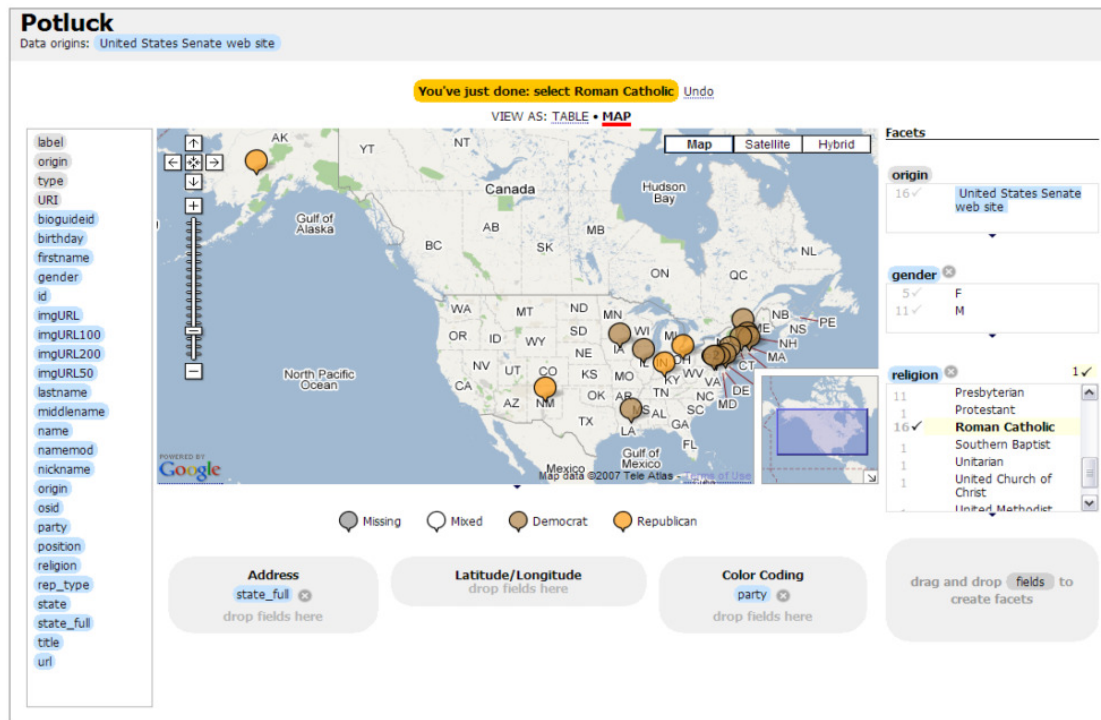 Potluck
Data origins: United States Senate web site
You've just done: select Roman Catholic Undo
VIEW AS: TABLE • MAP
label
origin
type
URI
bioguideid
birthday
firstname
gender
id
imgURL
imgURL100
imgURL200
imgURL50
lastname
middlename
name
namemod
nickname
origin
osid
party
position
religion
rep_type
state
state_full
title
url
Map Satellite Hybrid
AK
YT
NT
Canada
Hudson
Bay
Gulf of
Alaska
AB
MB
BC
SK
NL
ON
QC
WA
MT
ND
MN
NB
PE
NS
OR
ID
WY
SD
WI
MI
ME
NH
IA
NE
MA
NV
UT
CO
IL
IN
OH
CT
KS
MO
KY
WV
VA
DE
MD
CA
AZ
NM
OK
AR
TN
NC
SC
TX
MS
AL
GA
LA
FL
2
North Pacific
Ocean
Gulf of
Mexico
Mexico
POWERED BY
Google
Map data ©2007 Tele Atlas - Terms of Use
Missing Mixed Democrat Republican
Address
state_full
drop fields here
Latitude/Longitude
drop fields here
Color Coding
party
drop fields here
Facets
origin
16 United States Senate
web site
gender
5 F
11 M
religion 1
11 Presbyterian
1 Protestant
16 Roman Catholic
1 Southern Baptist
1 Unitarian
1 United Church of
Christ
United Methodist
drag and drop fields to
create facets